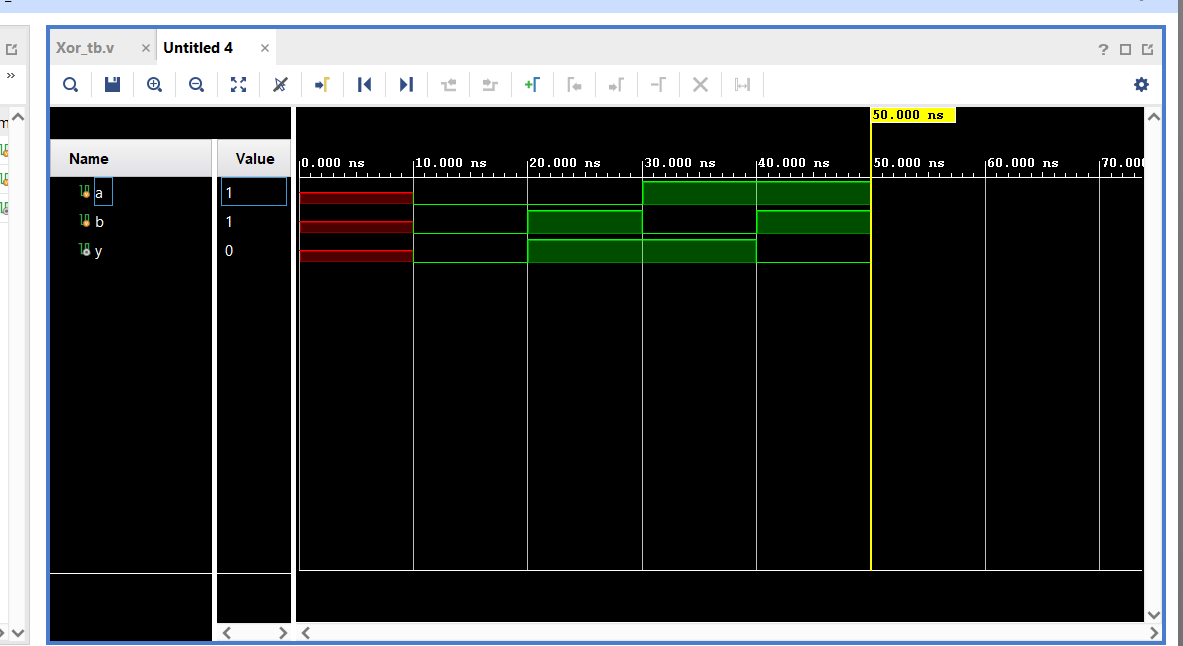 Xor_tb.v × Untitled 4 × ?
»
50.000 ns
Name Value
0.000 ns 10.000 ns 20.000 ns 30.000 ns 40.000 ns 50.000 ns 60.000 ns 70.00
a 1
b 1
y 0